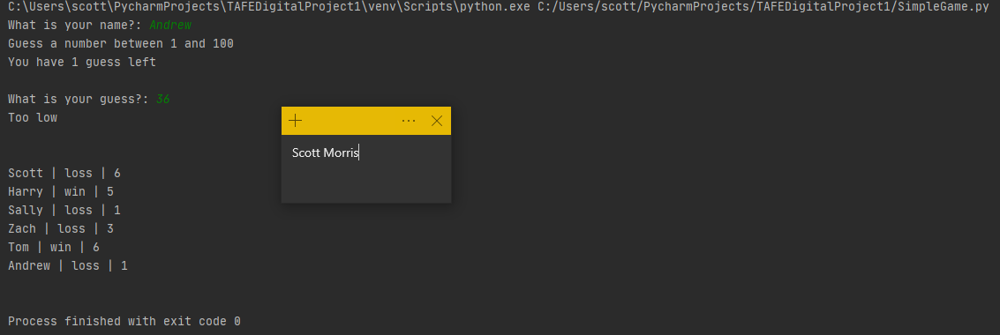 C:\Users\scott\PycharmProjects\TAFEDigitalProject1\venv\Scripts\python.exe C:/Users/scott/PycharmProjects/TAFEDigitalProject1/SimpleGame.py
What is your name?: Andrew
Guess a number between 1 and 100
You have 1 guess left
What is your guess?: 36
Too low
Scott Morris
Scott | loss | 6
Harry | win | 5
Sally | loss | 1
Zach | loss | 3
Tom | win | 6
Andrew | loss | 1
Process finished with exit code 0